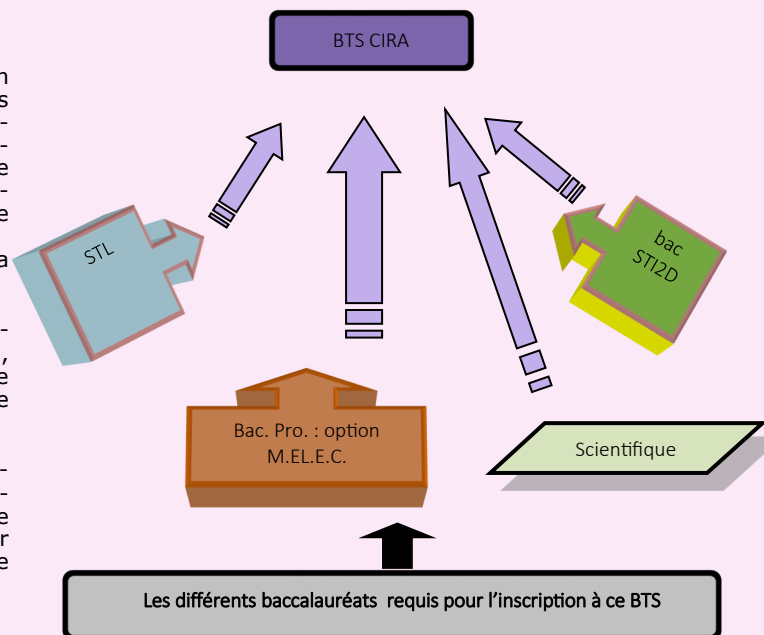 BTS CIRA
STL
bac
STI2D
Bac. Pro. : option
M.EL.E.C.
Scientifique
Les différents baccalauréats requis pour l'inscription à ce BTS